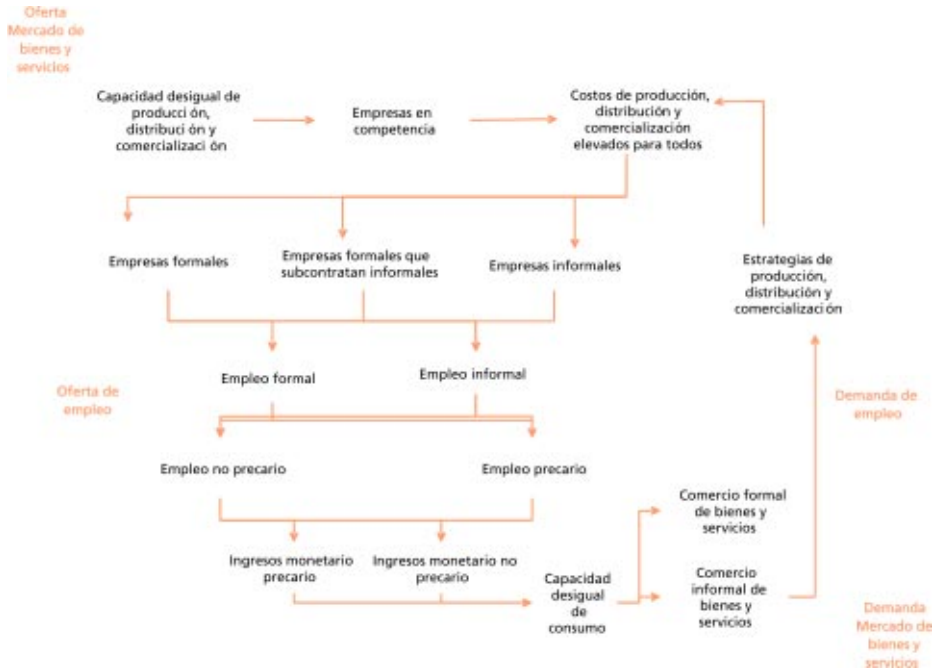 Oferta
Mercado de
bienes y
servicios
Capacidad desigual de
producci ón,
distribuci ón y
comercializaci ón
Empresas en
competencia
Costos de producción,
distribución y
comercialización
elevados para todos
Empresas formales
Empresas formales que
subcontratan informales
Empresas informales
Estrategias de
producción,
distribución y
comercialización
Oferta de
empleo
Empleo formal
Empleo informal
Demanda de
empleo
Empleo no precario
Empleo precario
Comercio formal
de bienes y
servicios
Ingresos monetario
precario
Ingresos monetario no
precario
Capacidad
desigual
de
consumo
Comercio
informal de
bienes y
servicios
Demanda
Mercado de
bienes y
servicios